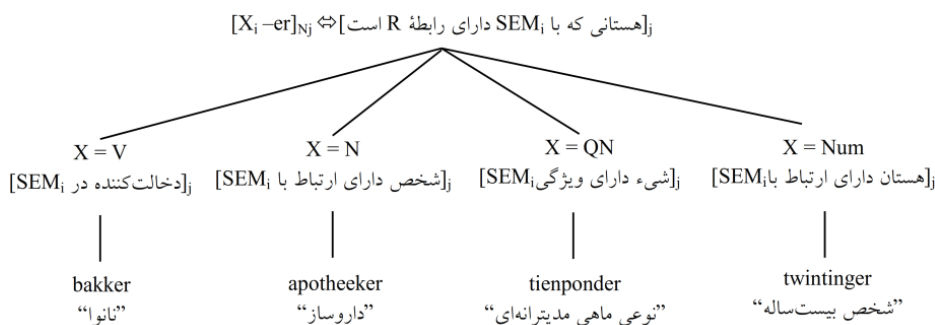 [X_i –er]_Nj ⇔ [هستانی که با SEM_i دارای رابطۀ R است]_j
X = V X = N X = QN X = Num
[دخالت‌کننده در SEM_i]_j [شخص دارای ارتباط با SEM_i]_j [شیء دارای ویژگی SEM_i]_j [هستان دارای ارتباط با SEM_i]_j
bakker apotheeker tienponder twintinger
“نانوا” “داروساز” “نوعی ماهی مدیترانه‌ای” “شخص بیست‌ساله”